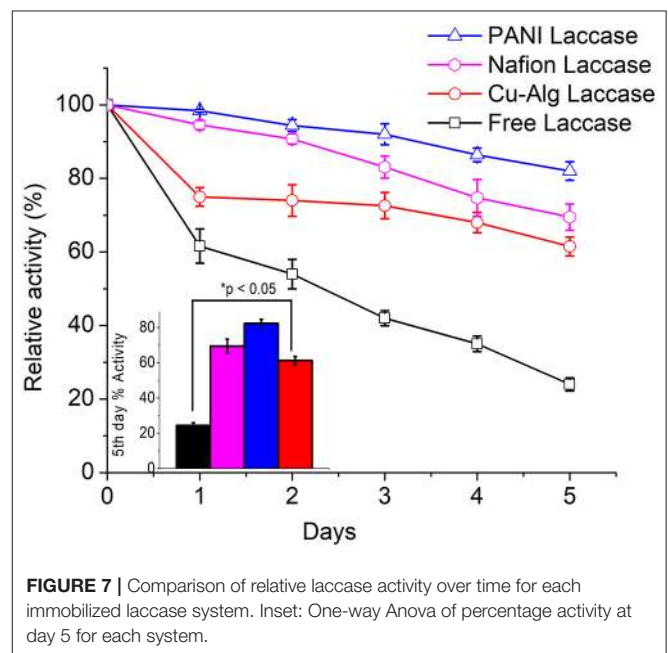 PANI Laccase
Nafion Laccase
Cu-Alg Laccase
Free Laccase
Relative activity (%)
100
80
60
40
20
0
5th day % Activity
80
60
40
20
0
*p < 0.05
0 1 2 3 4 5
Days
FIGURE 7 | Comparison of relative laccase activity over time for each
immobilized laccase system. Inset: One-way Anova of percentage activity at
day 5 for each system.